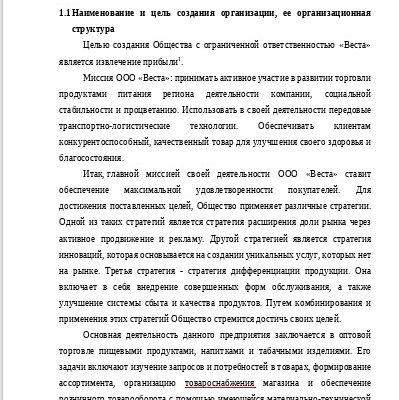 1.1 Наименование и цель создания организации, ее организационная
структура
Целью создания Общества с ограниченной ответственностью «Веста»
является извлечение прибыли¹.
Миссия ООО «Веста»: принимать активное участие в развитии торговли
продуктами питания региона деятельности компании, социальной
стабильности и процветанию. Использовать в своей деятельности передовые
транспортно-логистические технологии. Обеспечивать клиентам
конкурентоспособный, качественный товар для улучшения своего здоровья и
благосостояния.
Итак, главной миссией своей деятельности ООО «Веста» ставит
обеспечение максимальной удовлетворенности покупателей. Для
достижения поставленных целей, Общество применяет различные стратегии.
Одной из таких стратегий является стратегия расширения доли рынка через
активное продвижение и рекламу. Другой стратегией является стратегия
инноваций, которая основывается на создании уникальных услуг, которых нет
на рынке. Третья стратегия - стратегия дифференциации продукции. Она
включает в себя внедрение совершенных форм обслуживания, а также
улучшение системы сбыта и качества продуктов. Путем комбинирования и
применения этих стратегий Общество стремится достичь своих целей.
Основная деятельность данного предприятия заключается в оптовой
торговле пищевыми продуктами, напитками и табачными изделиями. Его
задачи включают изучение запросов и потребностей в товарах, формирование
ассортимента, организацию товароснабжения магазина и обеспечение
розничного товарооборота с помощью имеющейся материально-технической